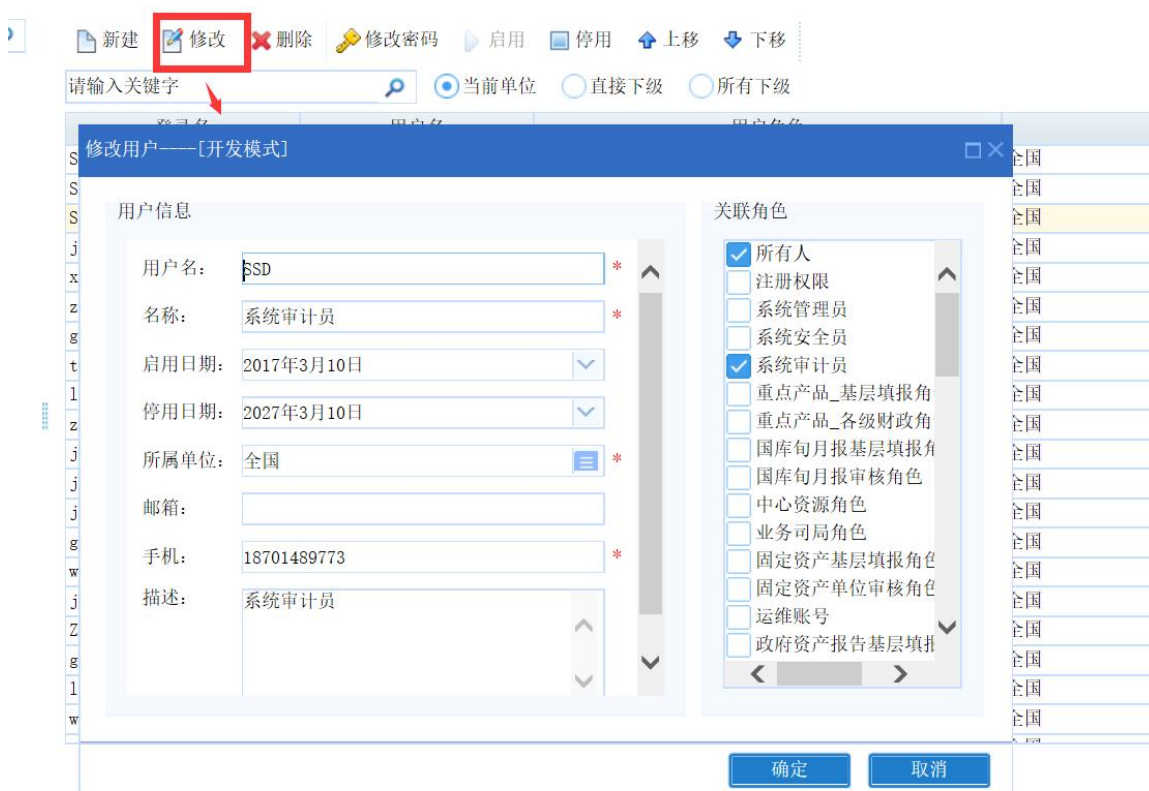 新建 修改 删除 修改密码 启用 停用 上移 下移
请输入关键字 当前单位 直接下级 所有下级
登录名 用户名 用户角色
修改用户----[开发模式]
用户信息
用户名: SSD *
名称: 系统审计员 *
启用日期: 2017年3月10日
停用日期: 2027年3月10日
所属单位: 全国 *
邮箱:
手机: 18701489773 *
描述: 系统审计员
关联角色
所有人
注册权限
系统管理员
系统安全员
系统审计员
重点产品_基层填报角
重点产品_各级财政角
国库旬月报基层填报角
国库旬月报审核角色
中心资源角色
业务司局角色
固定资产基层填报角色
固定资产单位审核角色
运维账号
政府资产报告基层填报
确定 取消
S 全国
S 全国
S 全国
j 全国
x 全国
z 全国
g 全国
t 全国
l 全国
z 全国
j 全国
j 全国
j 全国
g 全国
w 全国
j 全国
Z 全国
g 全国
l 全国
w 全国